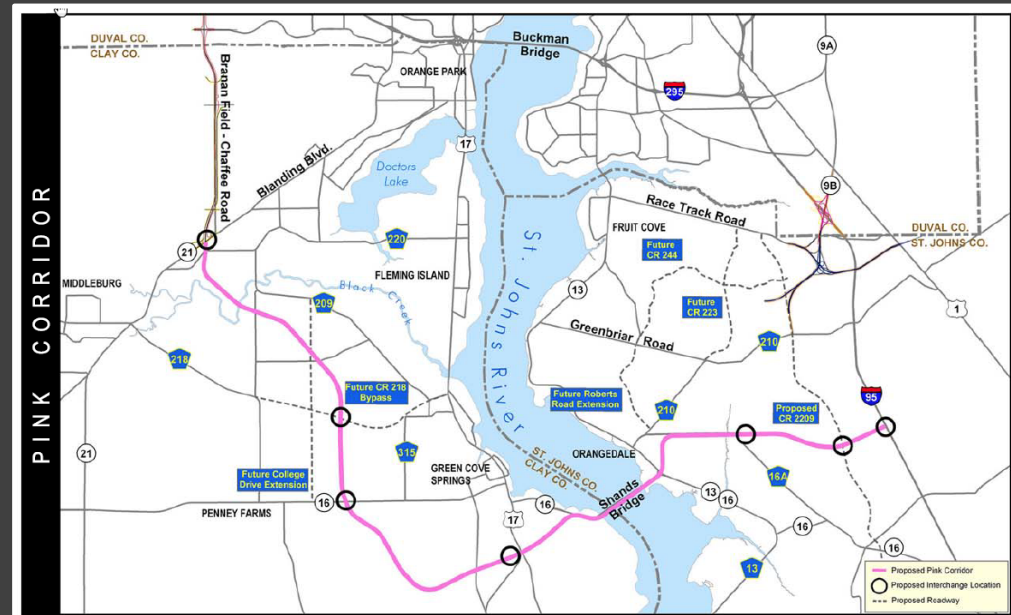 PINK CORRIDOR
DUVAL CO.
CLAY CO.
Branan Field - Chaffee Road
Blanding Blvd.
ORANGE PARK
Buckman
Bridge
9A
295
17
Doctors
Lake
9B
Race Track Road
DUVAL CO.
ST. JOHNS CO.
21
220
FRUIT COVE
Future
CR 244
MIDDLEBURG
FLEMING ISLAND
Black Creek
St. Johns River
13
209
Future
CR 223
1
Greenbriar Road
210
218
Future CR 218
Bypass
Future Roberts
Road Extension
210
Proposed
CR 2209
95
21
315
GREEN COVE
SPRINGS
ST. JOHNS CO.
CLAY CO.
ORANGEDALE
Future College
Drive Extension
16
PENNEY FARMS
17
16
Shands
Bridge
13
16
16A
16
16
13
Proposed Pink Corridor
Proposed Interchange Location
Proposed Roadway